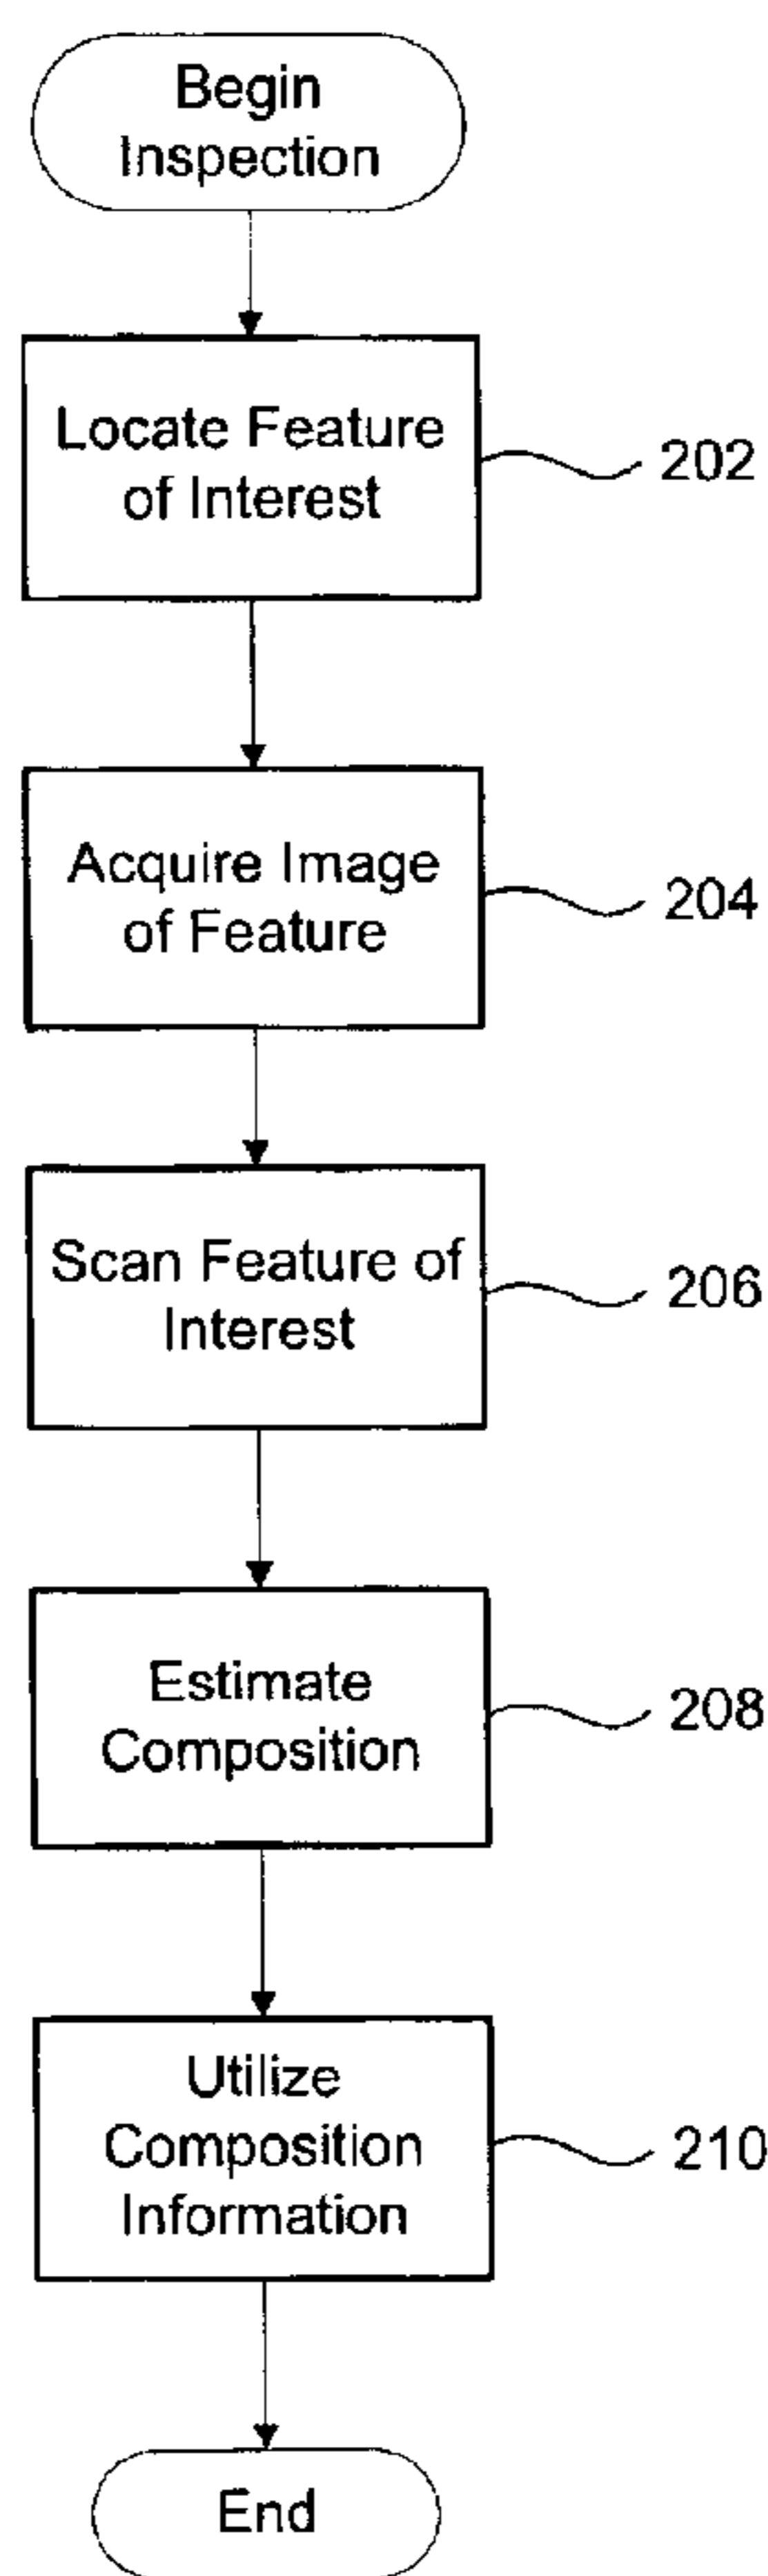 Begin
Inspection
Locate Feature
of Interest
202
Acquire Image
of Feature
204
Scan Feature of
Interest
206
Estimate
Composition
208
Utilize
Composition
Information
210
End